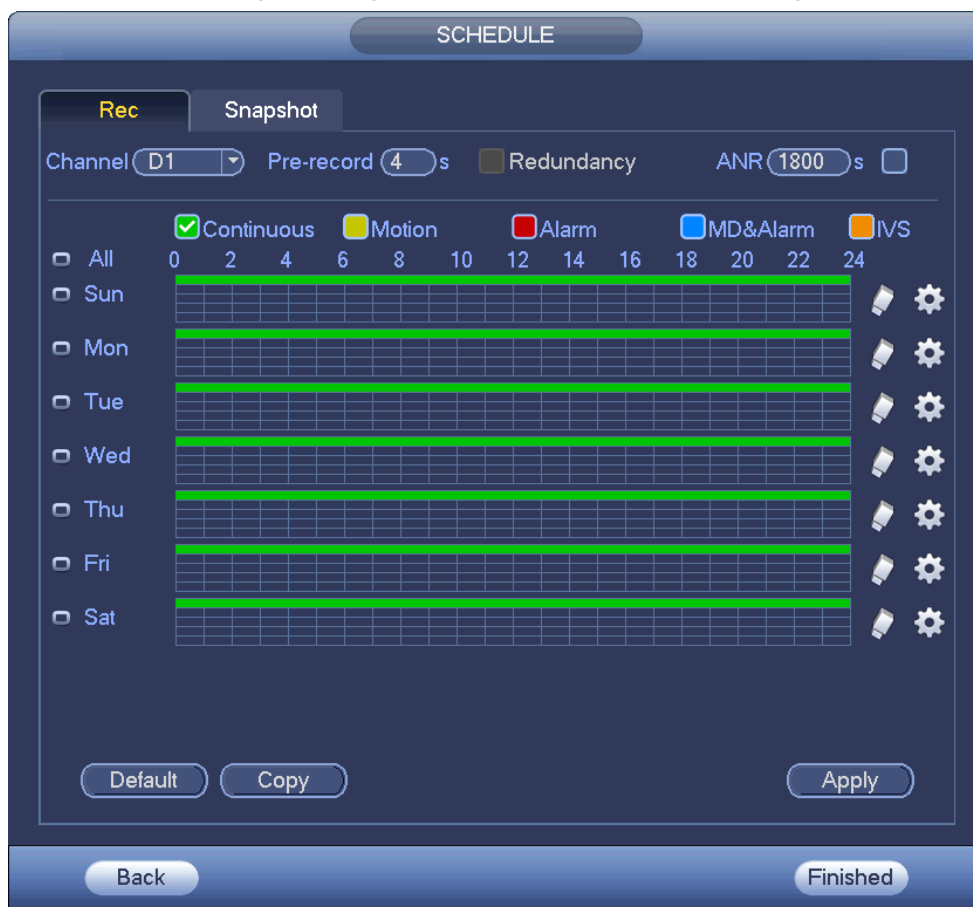 SCHEDULE
Rec Snapshot
Channel D1 Pre-record 4 s Redundancy ANR 1800 s
Continuous Motion Alarm MD&Alarm IVS
All 0 2 4 6 8 10 12 14 16 18 20 22 24
Sun
Mon
Tue
Wed
Thu
Fri
Sat
Default Copy Apply
Back Finished